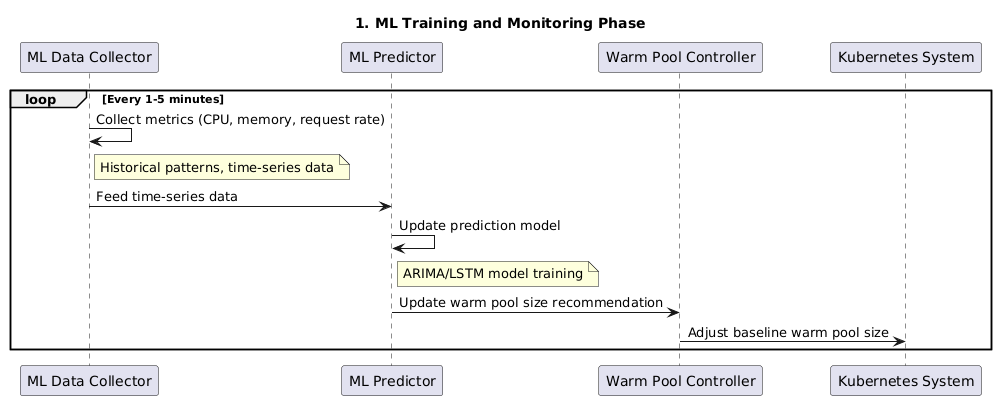 1. ML Training and Monitoring Phase
ML Data Collector
ML Predictor
Warm Pool Controller
Kubernetes System
loop
[Every 1-5 minutes]
Collect metrics (CPU, memory, request rate)
Historical patterns, time-series data
Feed time-series data
Update prediction model
ARIMA/LSTM model training
Update warm pool size recommendation
Adjust baseline warm pool size
ML Data Collector
ML Predictor
Warm Pool Controller
Kubernetes System